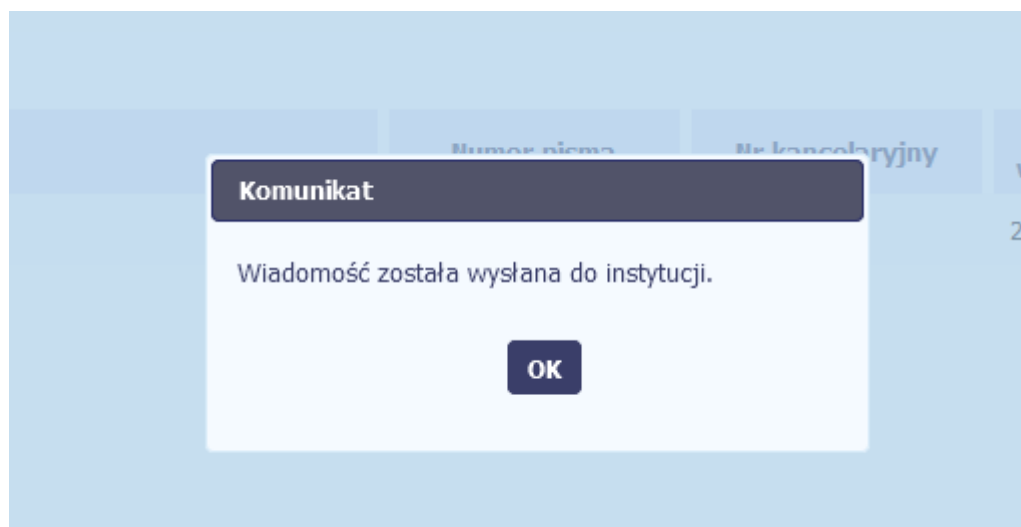 Numer pisma
Nr kancelaryjny
Komunikat
Wiadomość została wysłana do instytucji.
OK